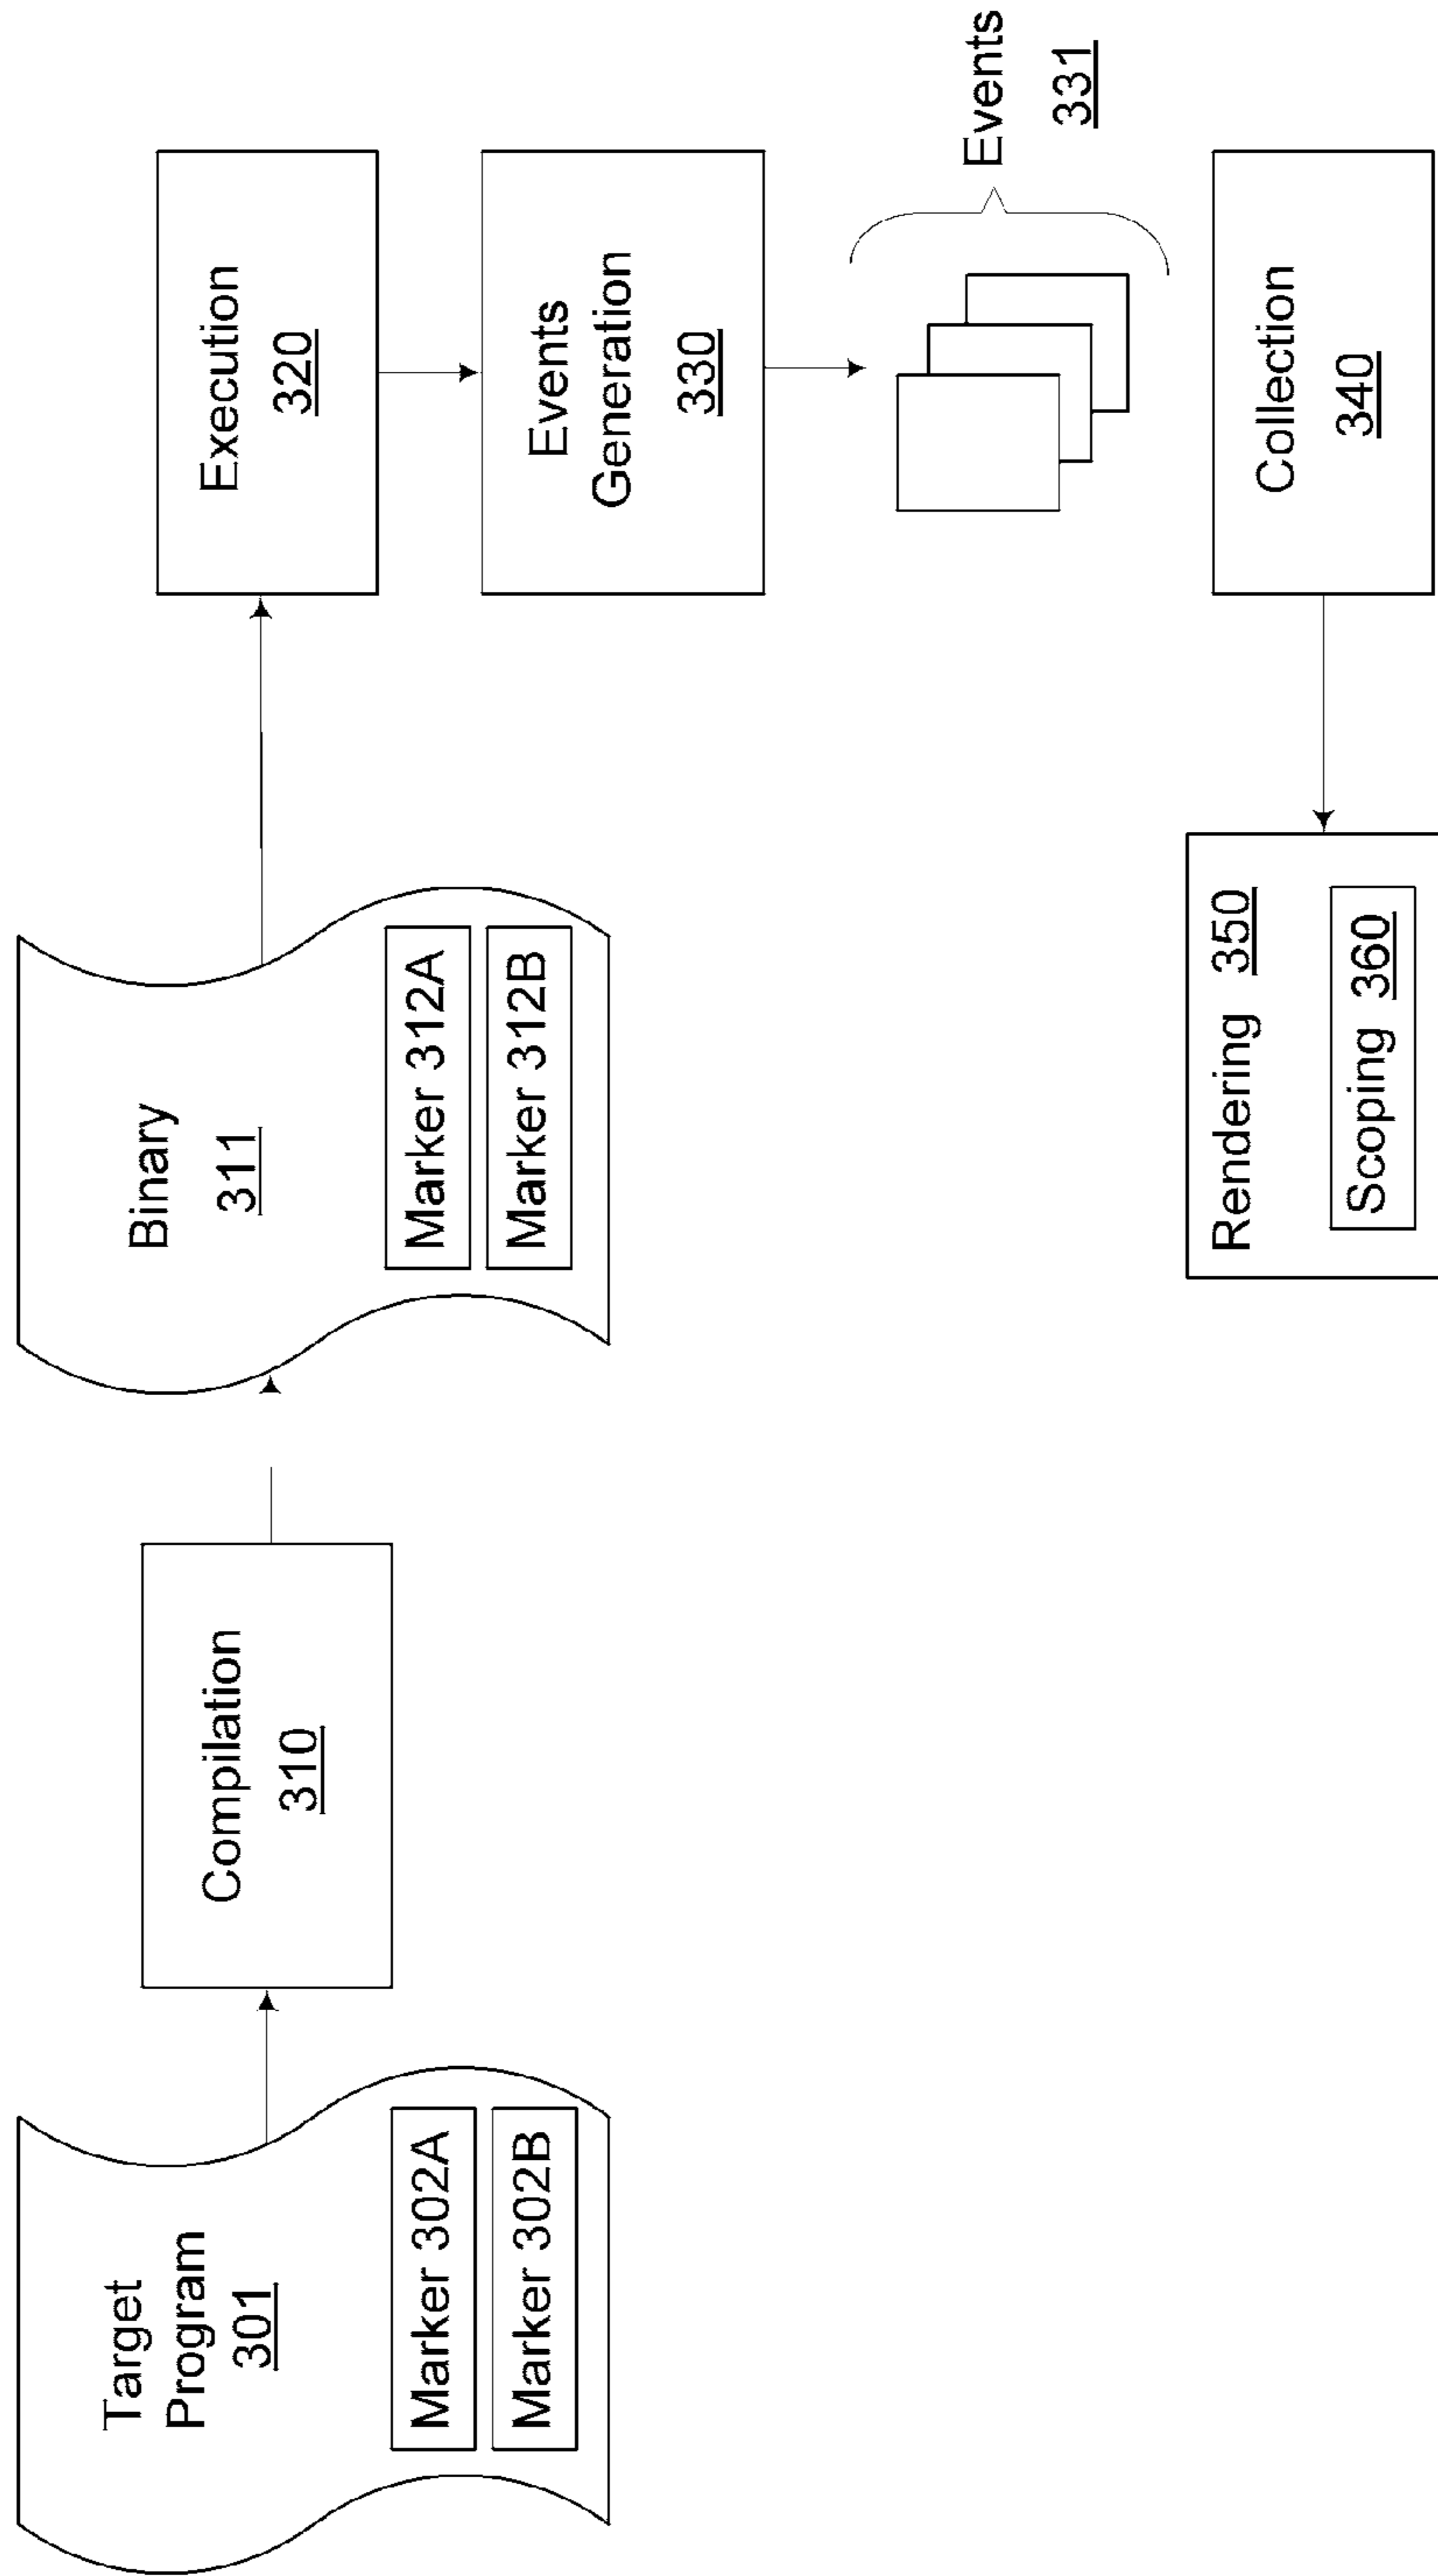 Target
Program
301
Marker 302A
Marker 302B
Compilation
310
Binary
311
Marker 312A
Marker 312B
Execution
320
Events
Generation
330
Events
331
Collection
340
Rendering 350
Scoping 360